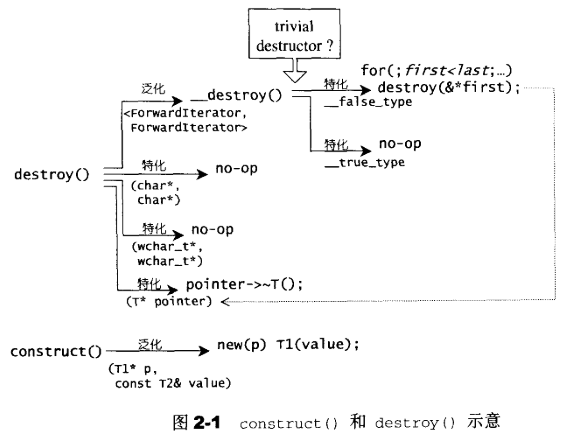 trivial
destructor ?
for(;first<last;…)
泛化
__destroy()
特化
destroy(&*first);
<ForwardIterator,
ForwardIterator>
__false_type
特化
no-op
__true_type
destroy()
特化
no-op
(char*,
char*)
特化
no-op
(wchar_t*,
wchar_t*)
特化
pointer->~T();
(T* pointer)
construct()
泛化
new(p) T1(value);
(T1* p,
const T2& value)
图 2-1 construct() 和 destroy() 示意